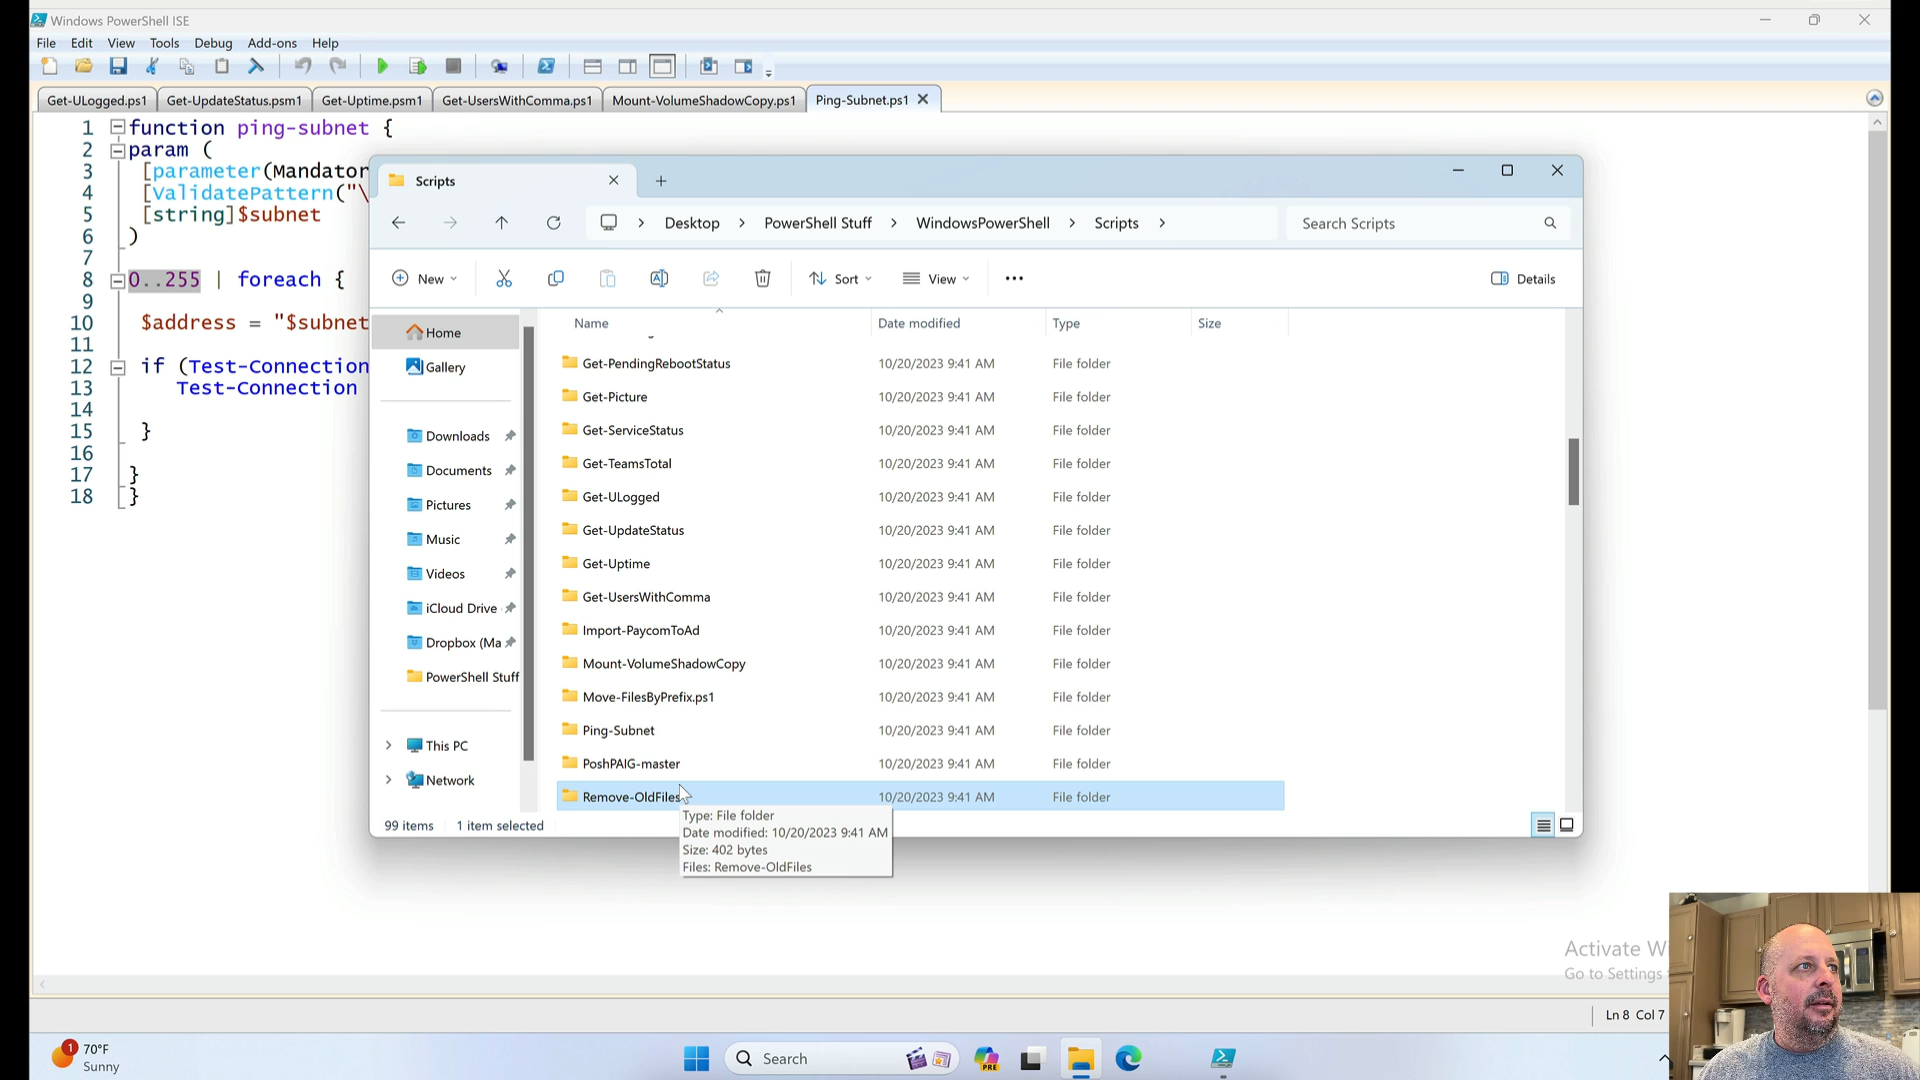 Windows PowerShell ISE
File Edit View Tools Debug Add-ons Help
Get-ULogged.ps1 Get-UpdateStatus.psm1 Get-Uptime.psm1 Get-UsersWithComma.ps1 Mount-VolumeShadowCopy.ps1 Ping-Subnet.ps1
1 function ping-subnet {
2 param (
3 [parameter(Mandator
4 [ValidatePattern("\
5 [string]$subnet
6 )
7
8 0..255 | foreach {
9
10 $address = "$subnet
11
12 if (Test-Connection
13 Test-Connection
14
15 }
16
17 }
18 }
Scripts
Desktop > PowerShell Stuff > WindowsPowerShell > Scripts >
Search Scripts
New Sort View ... Details
Home
Gallery
Downloads
Documents
Pictures
Music
Videos
iCloud Drive
Dropbox (Ma
PowerShell Stuff
This PC
Network
Name Date modified Type Size
Get-PendingRebootStatus 10/20/2023 9:41 AM File folder
Get-Picture 10/20/2023 9:41 AM File folder
Get-ServiceStatus 10/20/2023 9:41 AM File folder
Get-TeamsTotal 10/20/2023 9:41 AM File folder
Get-ULogged 10/20/2023 9:41 AM File folder
Get-UpdateStatus 10/20/2023 9:41 AM File folder
Get-Uptime 10/20/2023 9:41 AM File folder
Get-UsersWithComma 10/20/2023 9:41 AM File folder
Import-PaycomToAd 10/20/2023 9:41 AM File folder
Mount-VolumeShadowCopy 10/20/2023 9:41 AM File folder
Move-FilesByPrefix.ps1 10/20/2023 9:41 AM File folder
Ping-Subnet 10/20/2023 9:41 AM File folder
PoshPAIG-master 10/20/2023 9:41 AM File folder
Remove-OldFiles 10/20/2023 9:41 AM File folder
99 items 1 item selected
Type: File folder
Date modified: 10/20/2023 9:41 AM
Size: 402 bytes
Files: Remove-OldFiles
Activate W
Go to Settings
Ln 8 Col 7
1
70°F
Sunny
Search
PRE